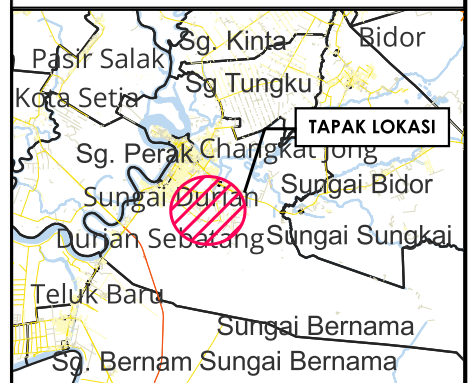 Sg. Kinta
Bidor
Pasir Salak
Sg Tungku
Kota Setia
TAPAK LOKASI
Sg. Perak
Changkat Jong
Sungai Durian
Sungai Bidor
Durian Sebatang
Sungai Sungkai
Teluk Baru
Sungai Bernama
Sg. Bernam
Sungai Bernama